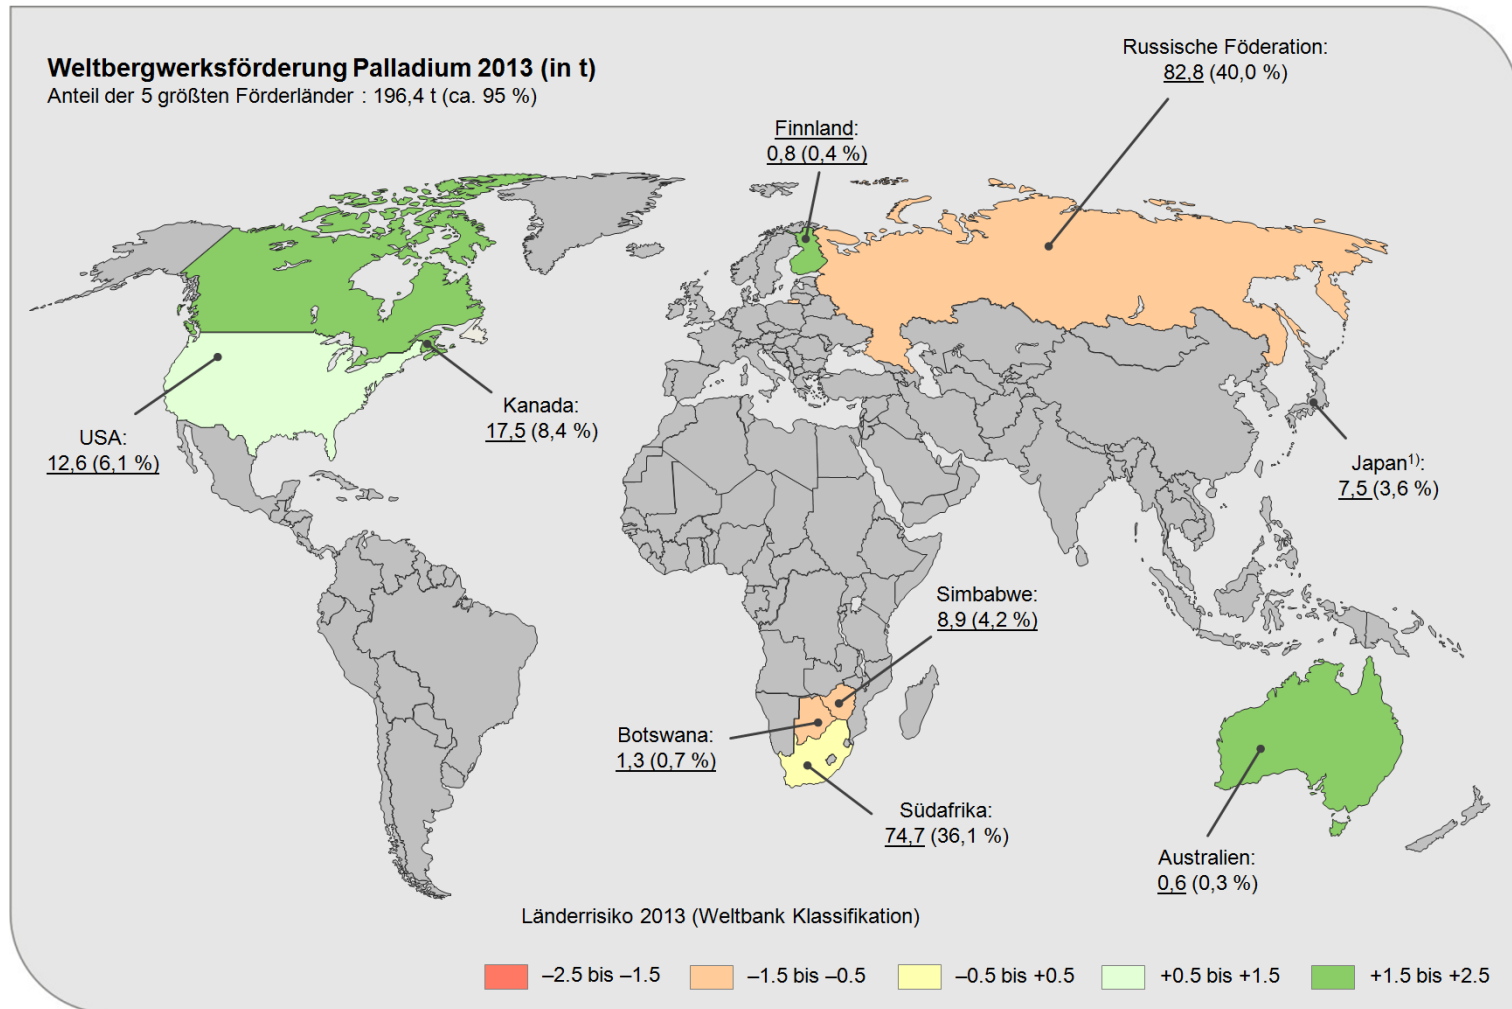 Weltbergwerksförderung Palladium 2013 (in t)
Anteil der 5 größten Förderländer : 196,4 t (ca. 95 %)
Russische Föderation:
82,8 (40,0 %)
Finnland:
0,8 (0,4 %)
Kanada:
17,5 (8,4 %)
USA:
12,6 (6,1 %)
Japan¹⁾:
7,5 (3,6 %)
Simbabwe:
8,9 (4,2 %)
Botswana:
1,3 (0,7 %)
Südafrika:
74,7 (36,1 %)
Australien:
0,6 (0,3 %)
Länderrisiko 2013 (Weltbank Klassifikation)
–2.5 bis –1.5
–1.5 bis –0.5
–0.5 bis +0.5
+0.5 bis +1.5
+1.5 bis +2.5